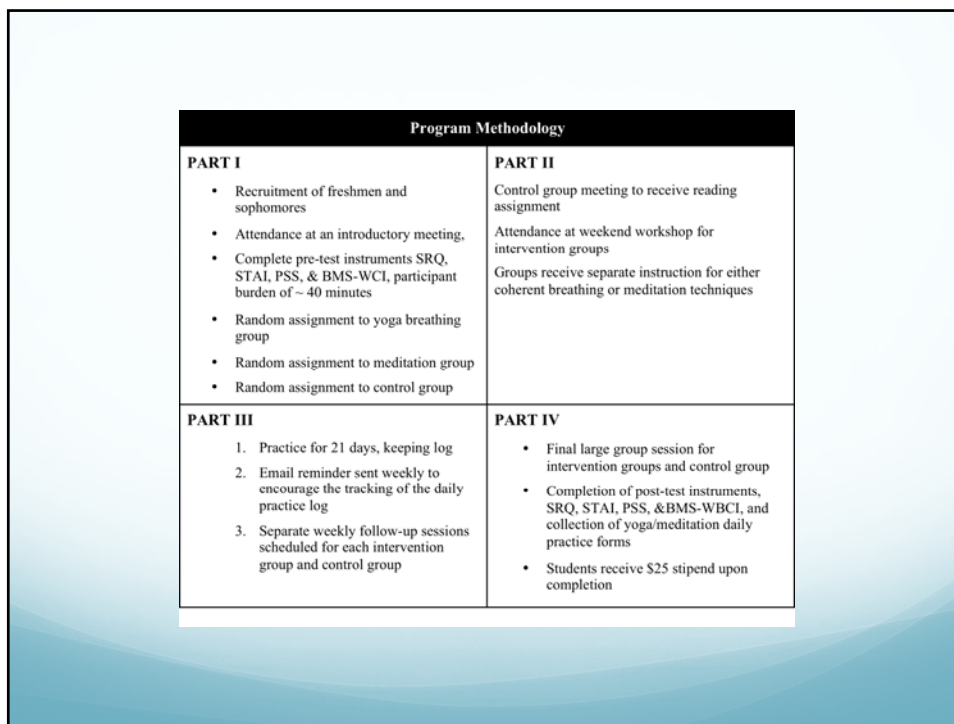 Program Methodology
PART I
• Recruitment of freshmen and
sophomores
• Attendance at an introductory meeting,
• Complete pre-test instruments SRQ,
STAI, PSS, & BMS-WCI, participant
burden of ~ 40 minutes
• Random assignment to yoga breathing
group
• Random assignment to meditation group
• Random assignment to control group
PART II
Control group meeting to receive reading
assignment
Attendance at weekend workshop for
intervention groups
Groups receive separate instruction for either
coherent breathing or meditation techniques
PART III
1. Practice for 21 days, keeping log
2. Email reminder sent weekly to
encourage the tracking of the daily
practice log
3. Separate weekly follow-up sessions
scheduled for each intervention
group and control group
PART IV
• Final large group session for
intervention groups and control group
• Completion of post-test instruments,
SRQ, STAI, PSS, &BMS-WBCI, and
collection of yoga/meditation daily
practice forms
• Students receive $25 stipend upon
completion